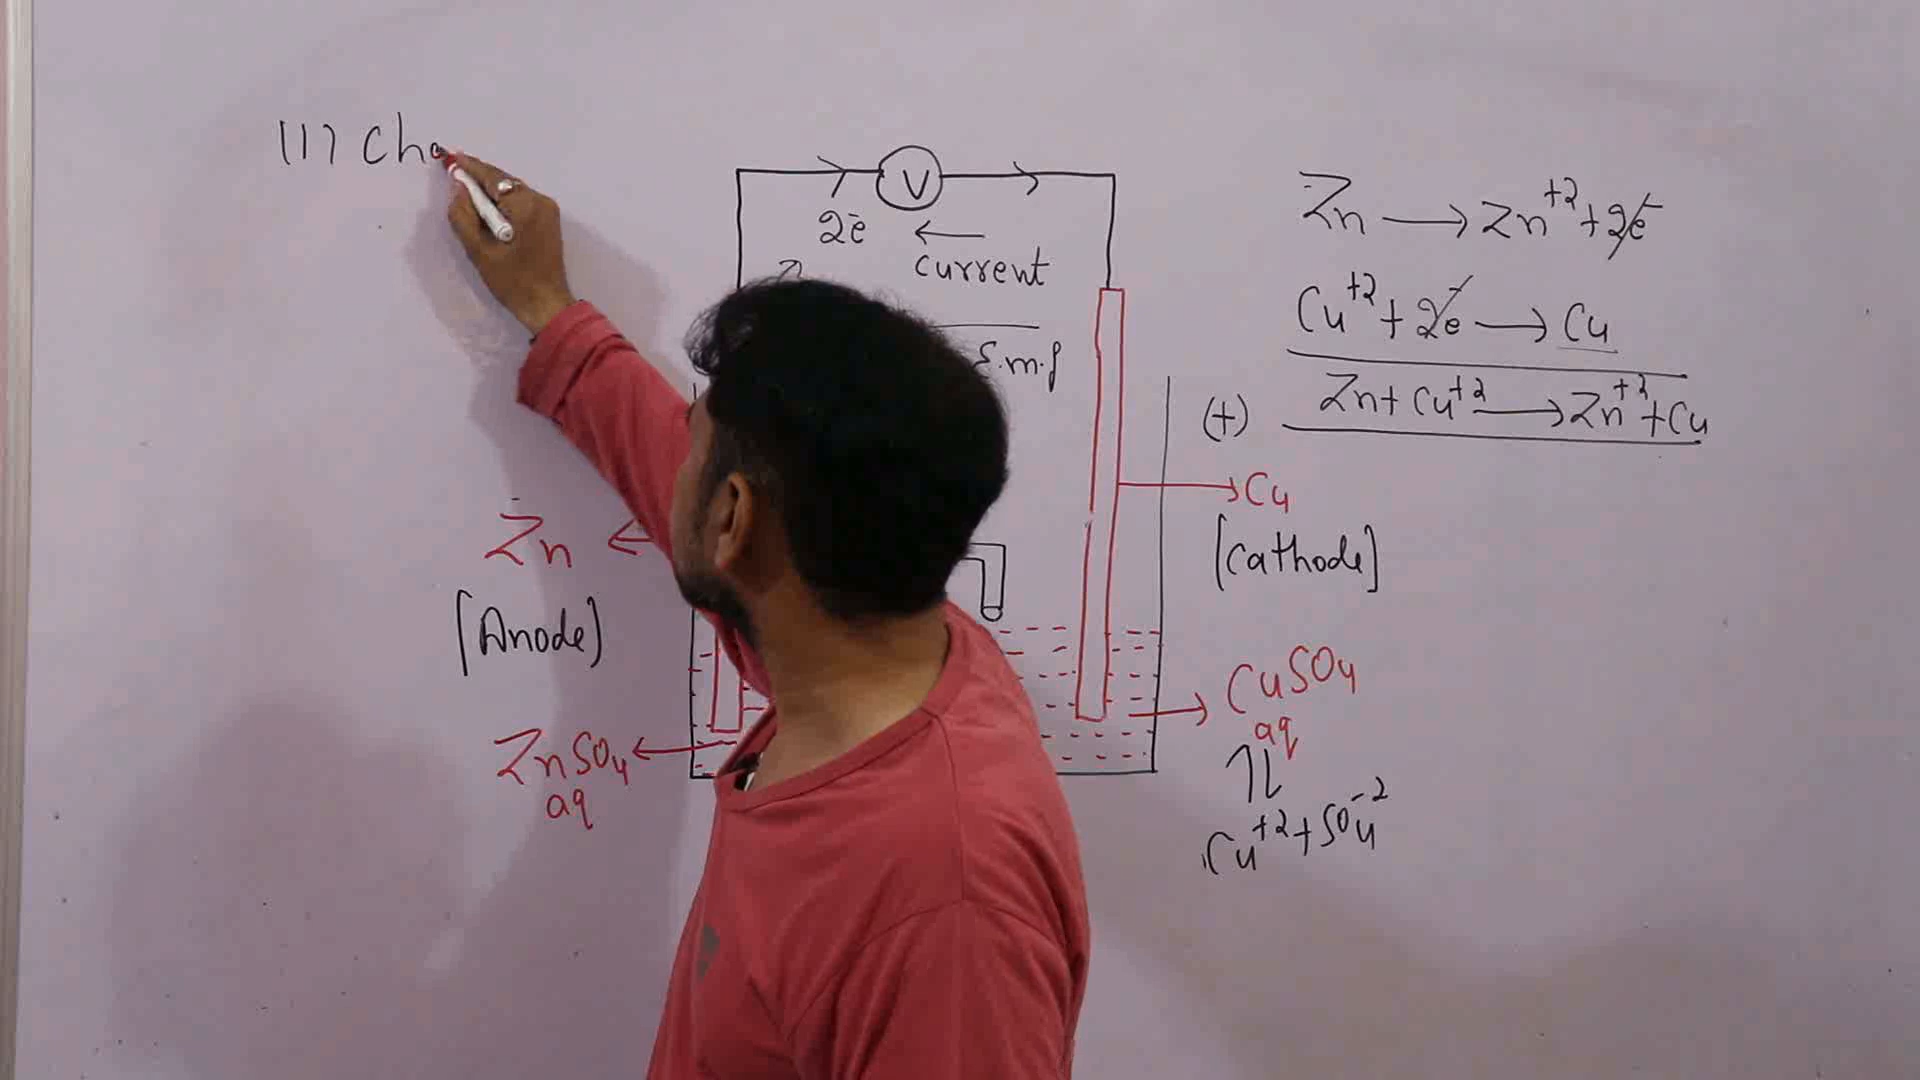 (1) Cha
V
2e⁻ ←
current
E.m.f
Zn
[Anode]
ZnSO₄
aq
Zn ⟶ Zn⁺² + 2e⁻
Cu⁺² + 2e⁻ ⟶ Cu
(+) Zn + Cu⁺² ⟶ Zn⁺² + Cu
Cu
[Cathode]
CuSO₄
aq
⇅
Cu⁺² + SO₄⁻²